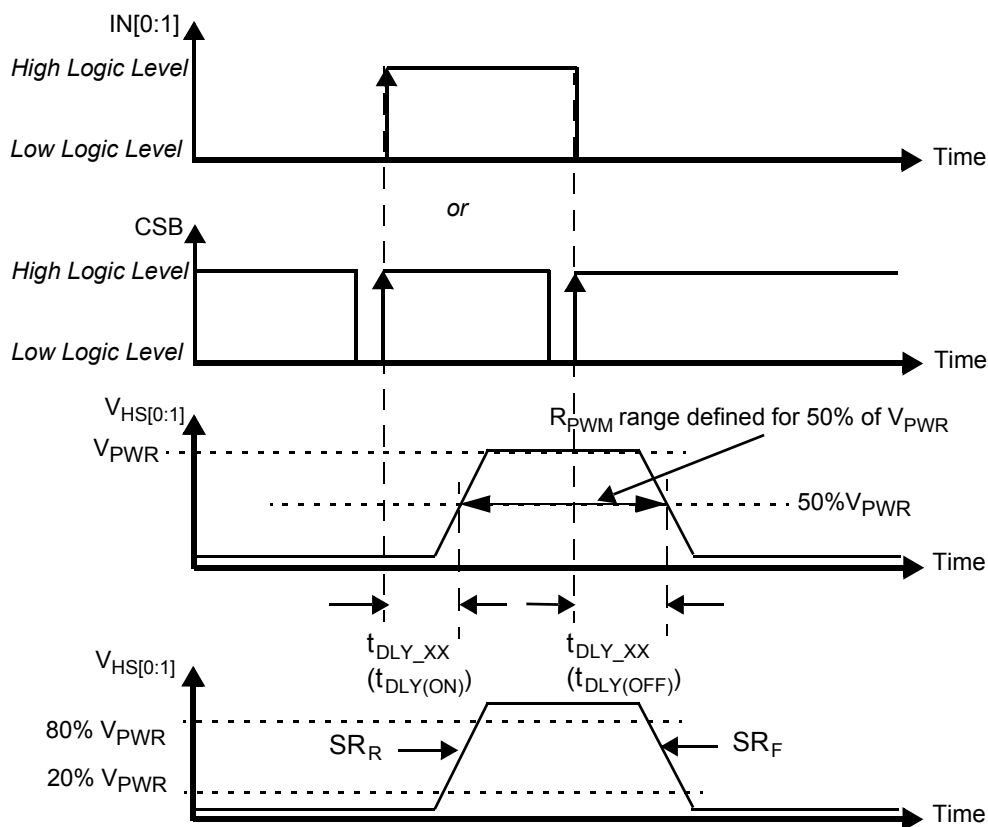 IN[0:1]
High Logic Level
Low Logic Level
Time
or
CSB
High Logic Level
Low Logic Level
Time
VHS[0:1]
RPWM range defined for 50% of VPWR
VPWR
50%VPWR
Time
tDLY_XX
(tDLY(ON))
tDLY_XX
(tDLY(OFF))
VHS[0:1]
80% VPWR
SRR
SRF
20% VPWR
Time